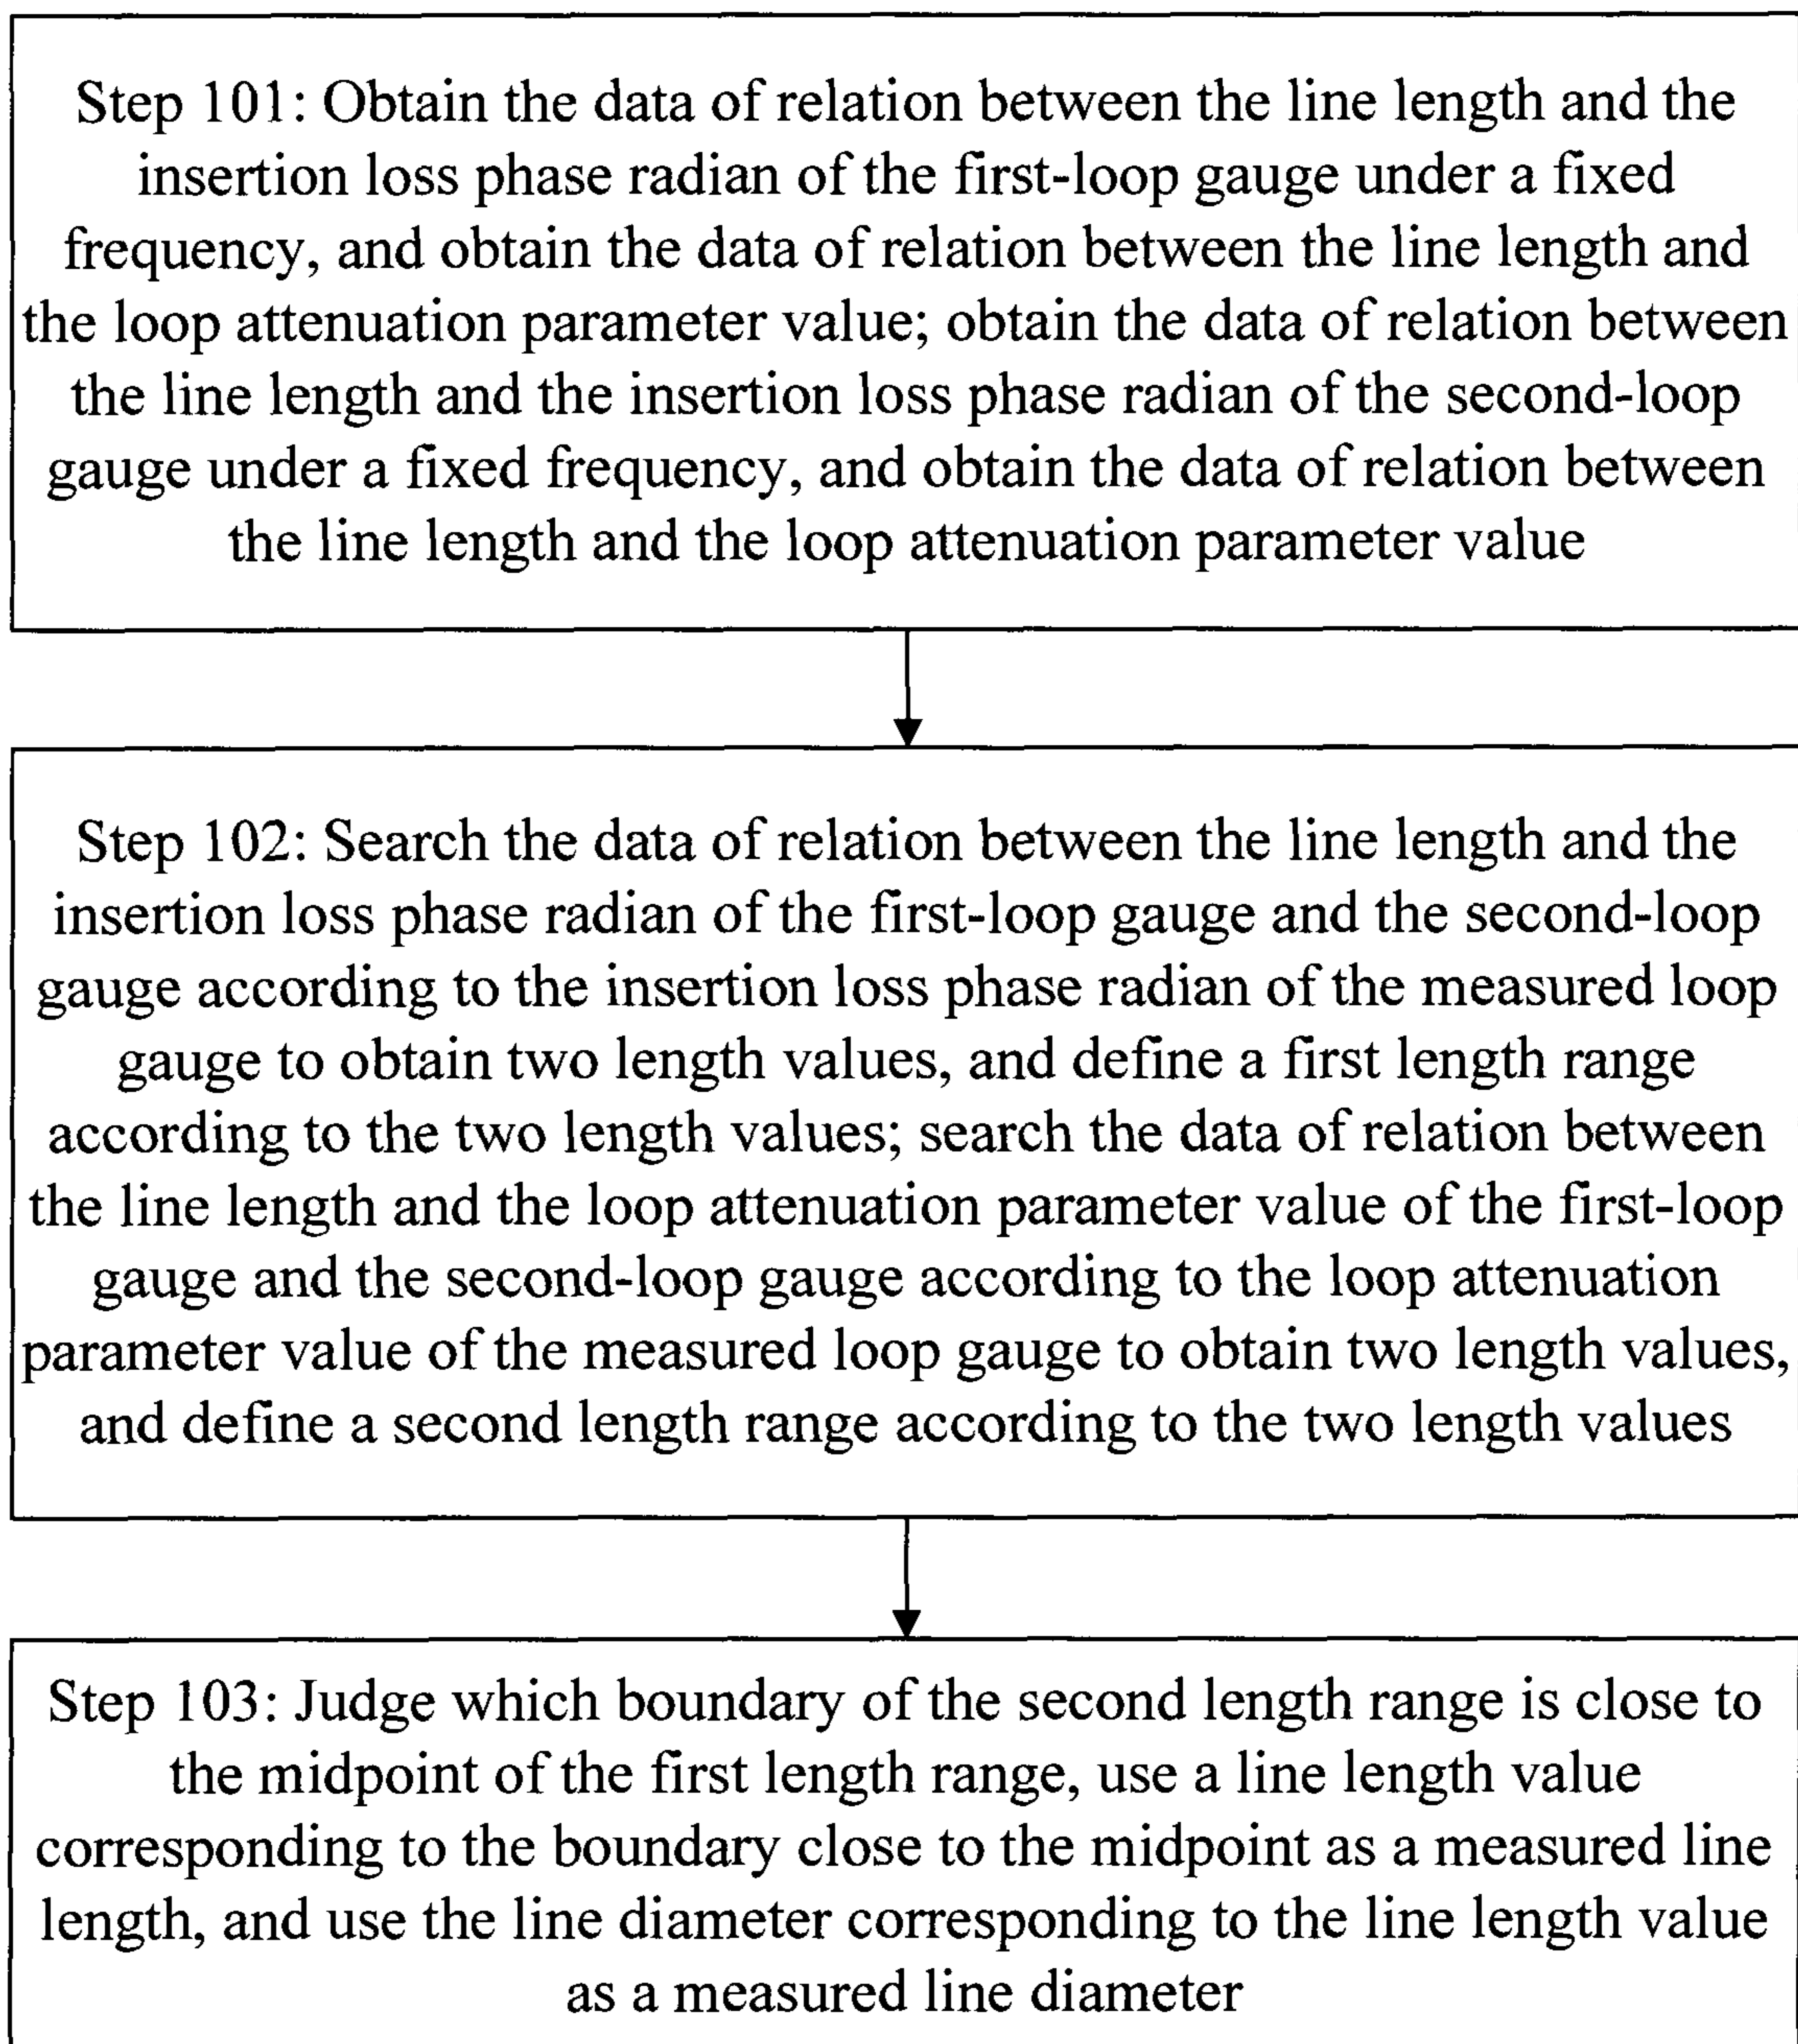 Step 101: Obtain the data of relation between the line length and the
insertion loss phase radian of the first-loop gauge under a fixed
frequency, and obtain the data of relation between the line length and
the loop attenuation parameter value; obtain the data of relation between
the line length and the insertion loss phase radian of the second-loop
gauge under a fixed frequency, and obtain the data of relation between
the line length and the loop attenuation parameter value
Step 102: Search the data of relation between the line length and the
insertion loss phase radian of the first-loop gauge and the second-loop
gauge according to the insertion loss phase radian of the measured loop
gauge to obtain two length values, and define a first length range
according to the two length values; search the data of relation between
the line length and the loop attenuation parameter value of the first-loop
gauge and the second-loop gauge according to the loop attenuation
parameter value of the measured loop gauge to obtain two length values,
and define a second length range according to the two length values
Step 103: Judge which boundary of the second length range is close to
the midpoint of the first length range, use a line length value
corresponding to the boundary close to the midpoint as a measured line
length, and use the line diameter corresponding to the line length value
as a measured line diameter